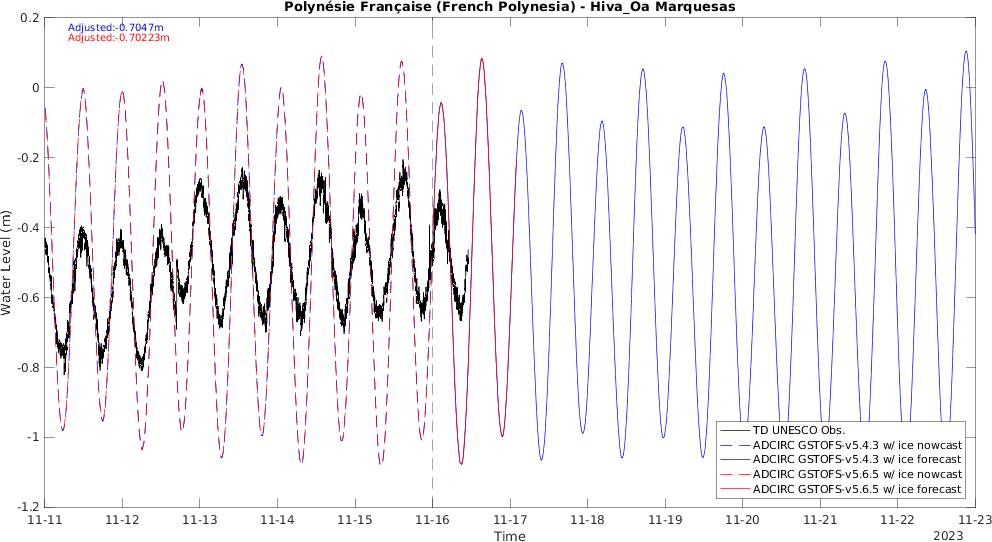 Polynésie Française (French Polynesia) - Hiva_Oa Marquesas
Adjusted:-0.7047m
Adjusted:-0.70223m
0.2
0
-0.2
-0.4
-0.6
-0.8
-1
-1.2
Water Level (m)
TD UNESCO Obs.
ADCIRC GSTOFS-v5.4.3 w/ ice nowcast
ADCIRC GSTOFS-v5.4.3 w/ ice forecast
ADCIRC GSTOFS-v5.6.5 w/ ice nowcast
ADCIRC GSTOFS-v5.6.5 w/ ice forecast
11-11 11-12 11-13 11-14 11-15 11-16 11-17 11-18 11-19 11-20 11-21 11-22 11-23
Time
2023